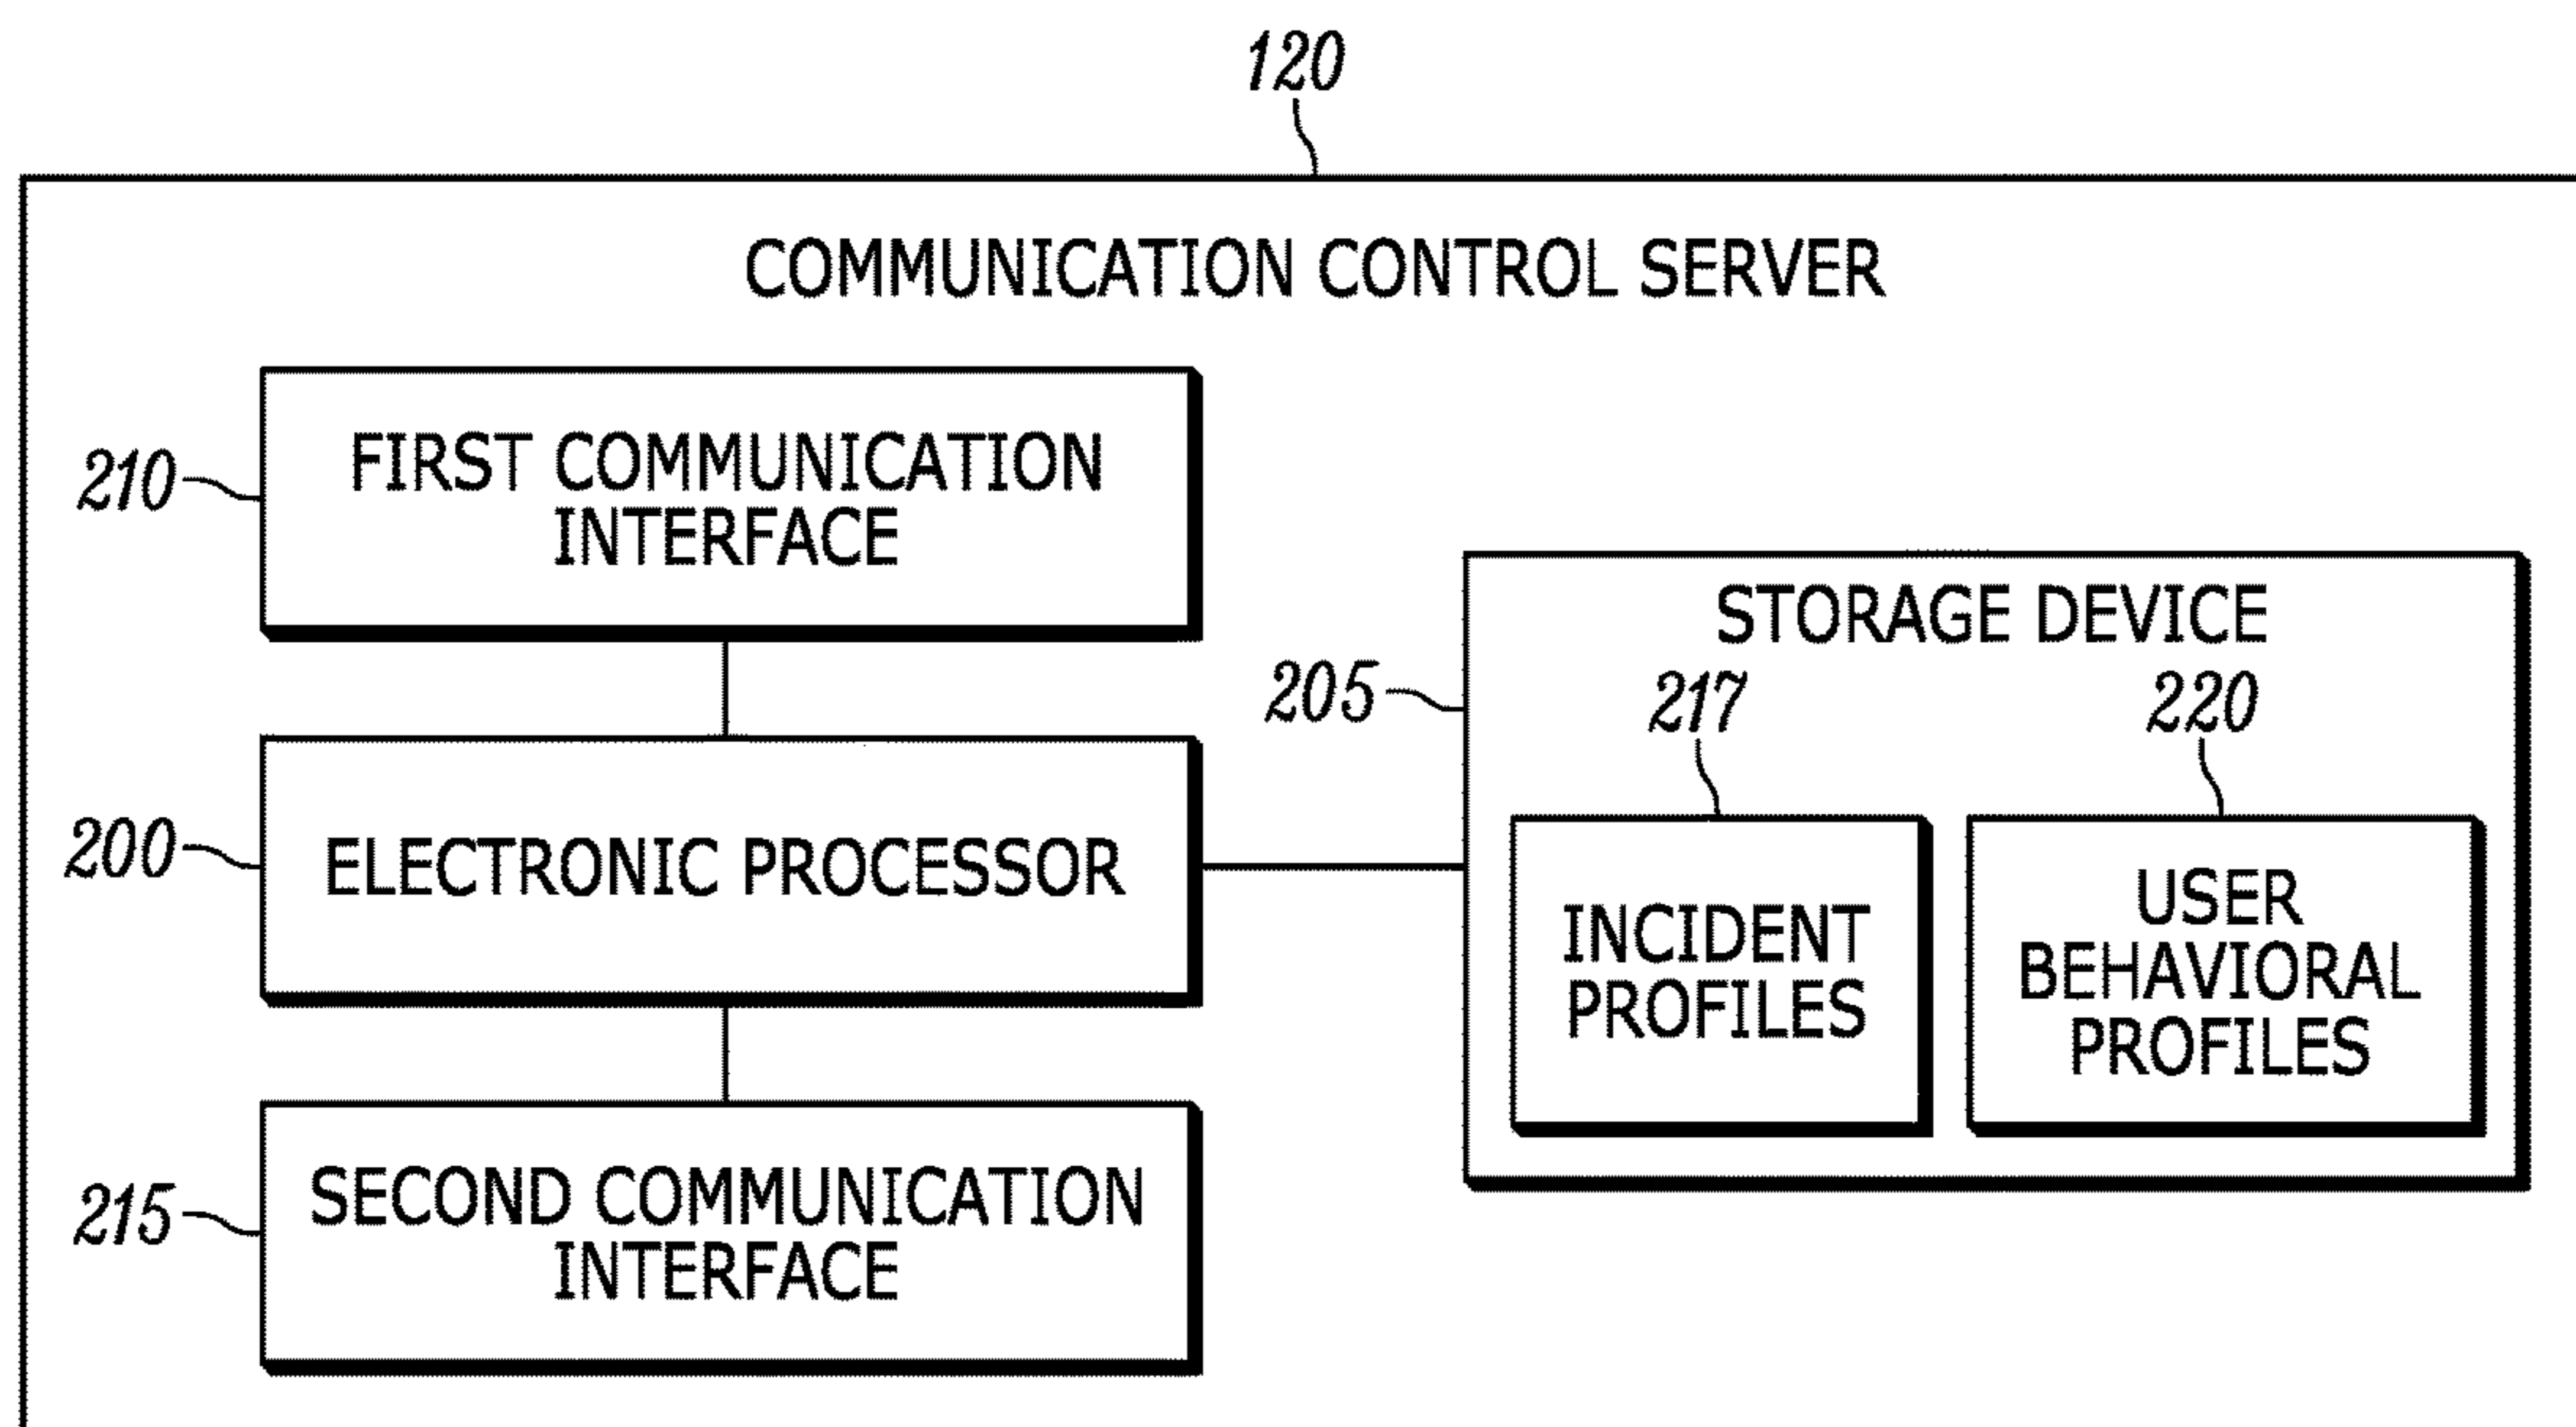 120
COMMUNICATION CONTROL SERVER
210
FIRST COMMUNICATION
INTERFACE
200
ELECTRONIC PROCESSOR
215
SECOND COMMUNICATION
INTERFACE
205
STORAGE DEVICE
217
INCIDENT
PROFILES
220
USER
BEHAVIORAL
PROFILES